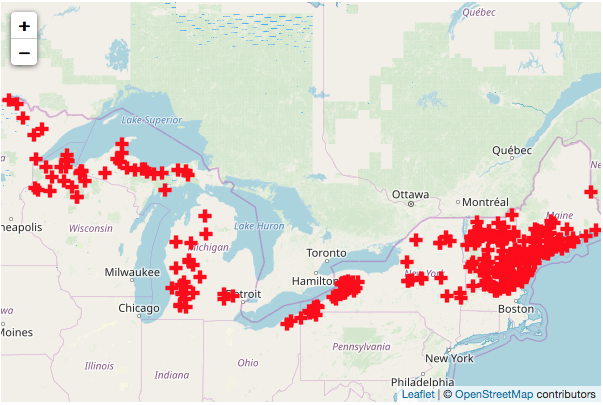 +
−
Québec
Lake Superior
Québec
Ottawa
Montréal
Maine
neapolis
Wisconsin
Lake Huron
Michigan
Toronto
New York
Hamilton
Milwaukee
Detroit
Boston
Chicago
Moines
Pennsylvania
New York
Illinois
Indiana
Ohio
Philadelphia
Leaflet | © OpenStreetMap contributors